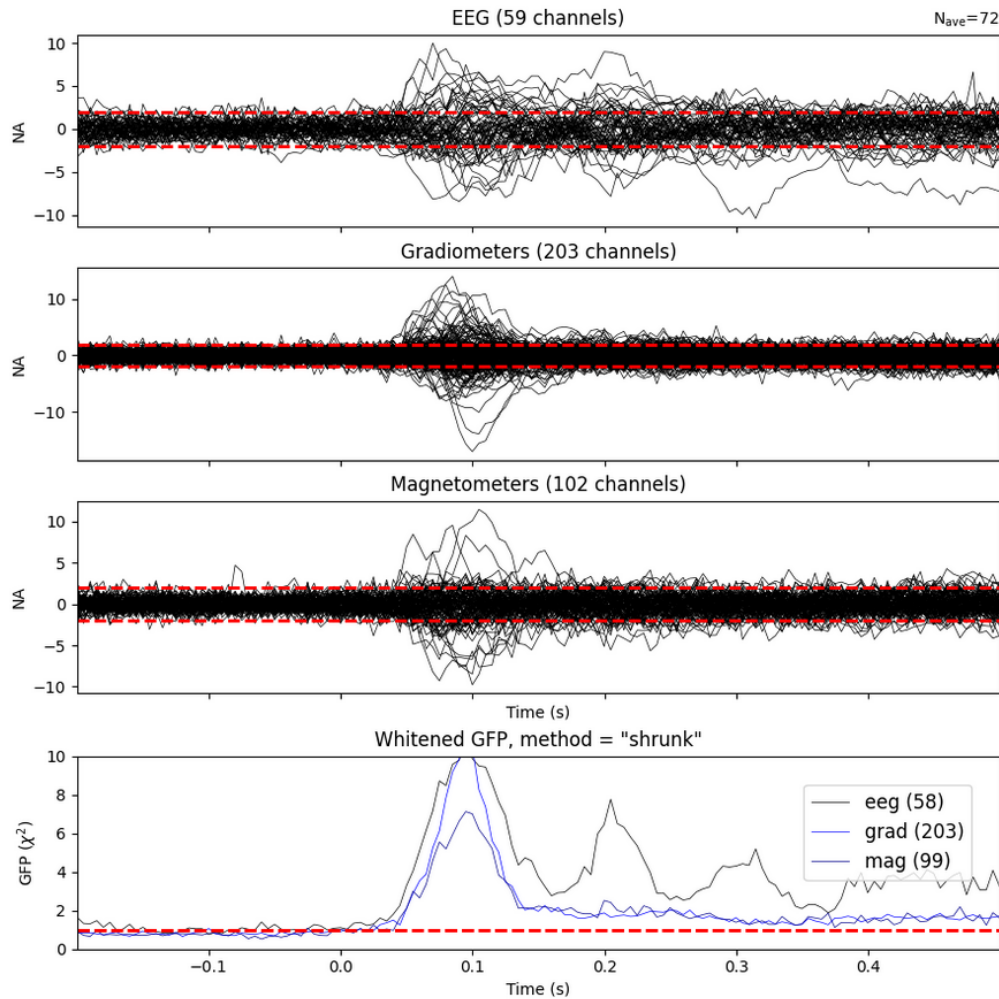 EEG (59 channels)
N_ave=72
10
5
0
−5
−10
NA
Gradiometers (203 channels)
10
0
−10
NA
Magnetometers (102 channels)
10
5
0
−5
−10
NA
Time (s)
Whitened GFP, method = "shrunk"
10
8
6
4
2
0
GFP (χ²)
eeg (58)
grad (203)
mag (99)
−0.1 0.0 0.1 0.2 0.3 0.4
Time (s)